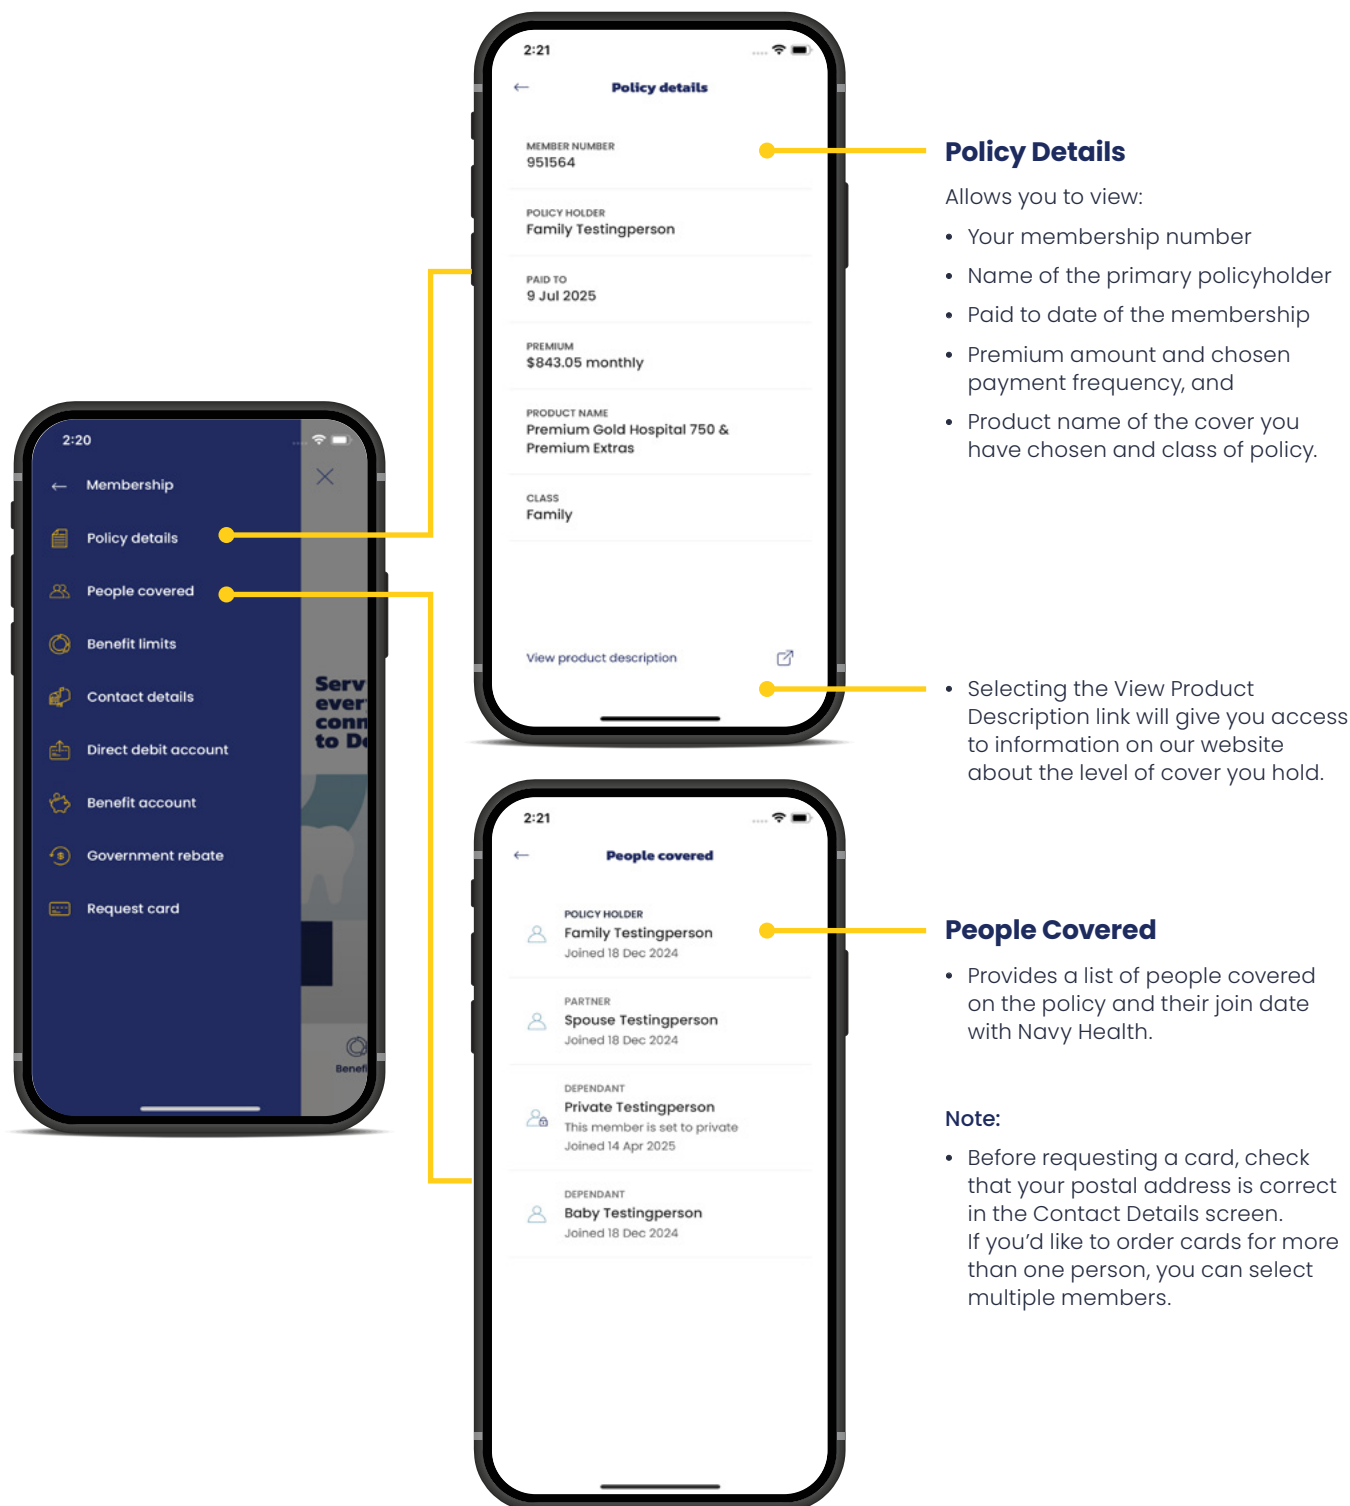 2:20
Membership
Policy details
People covered
Benefit limits
Contact details
Direct debit account
Benefit account
Government rebate
Request card
Serv
ever
conn
to De
Benefi
2:21
Policy details
MEMBER NUMBER
951564
POLICY HOLDER
Family Testingperson
PAID TO
9 Jul 2025
PREMIUM
$843.05 monthly
PRODUCT NAME
Premium Gold Hospital 750 &
Premium Extras
CLASS
Family
View product description
Policy Details
Allows you to view:
• Your membership number
• Name of the primary policyholder
• Paid to date of the membership
• Premium amount and chosen
payment frequency, and
• Product name of the cover you
have chosen and class of policy.
• Selecting the View Product
Description link will give you access
to information on our website
about the level of cover you hold.
2:21
People covered
POLICY HOLDER
Family Testingperson
Joined 18 Dec 2024
PARTNER
Spouse Testingperson
Joined 18 Dec 2024
DEPENDANT
Private Testingperson
This member is set to private
Joined 14 Apr 2025
DEPENDANT
Baby Testingperson
Joined 18 Dec 2024
People Covered
• Provides a list of people covered
on the policy and their join date
with Navy Health.
Note:
• Before requesting a card, check
that your postal address is correct
in the Contact Details screen.
If you’d like to order cards for more
than one person, you can select
multiple members.